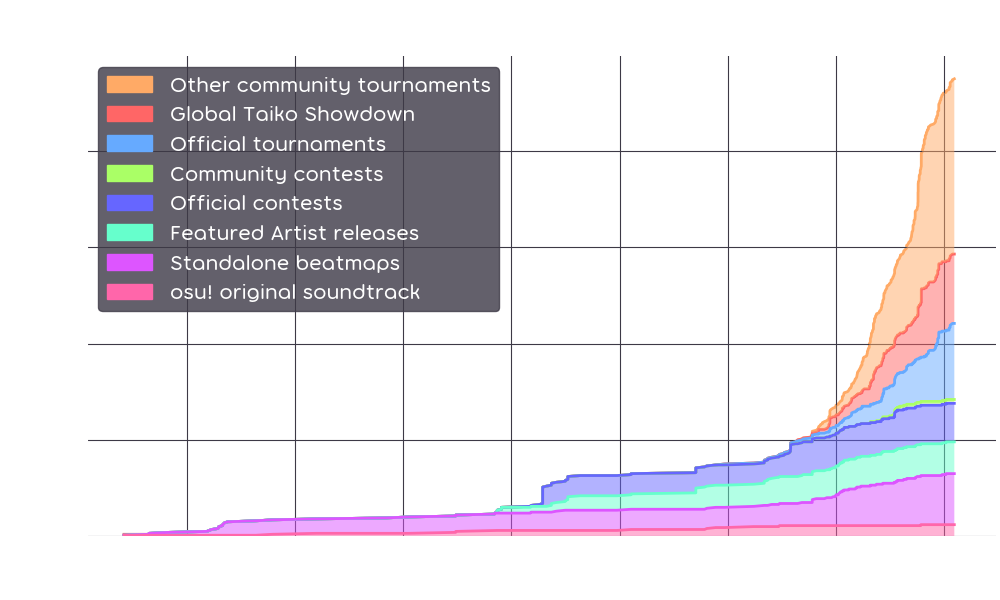 Other community tournaments
Global Taiko Showdown
Official tournaments
Community contests
Official contests
Featured Artist releases
Standalone beatmaps
osu! original soundtrack